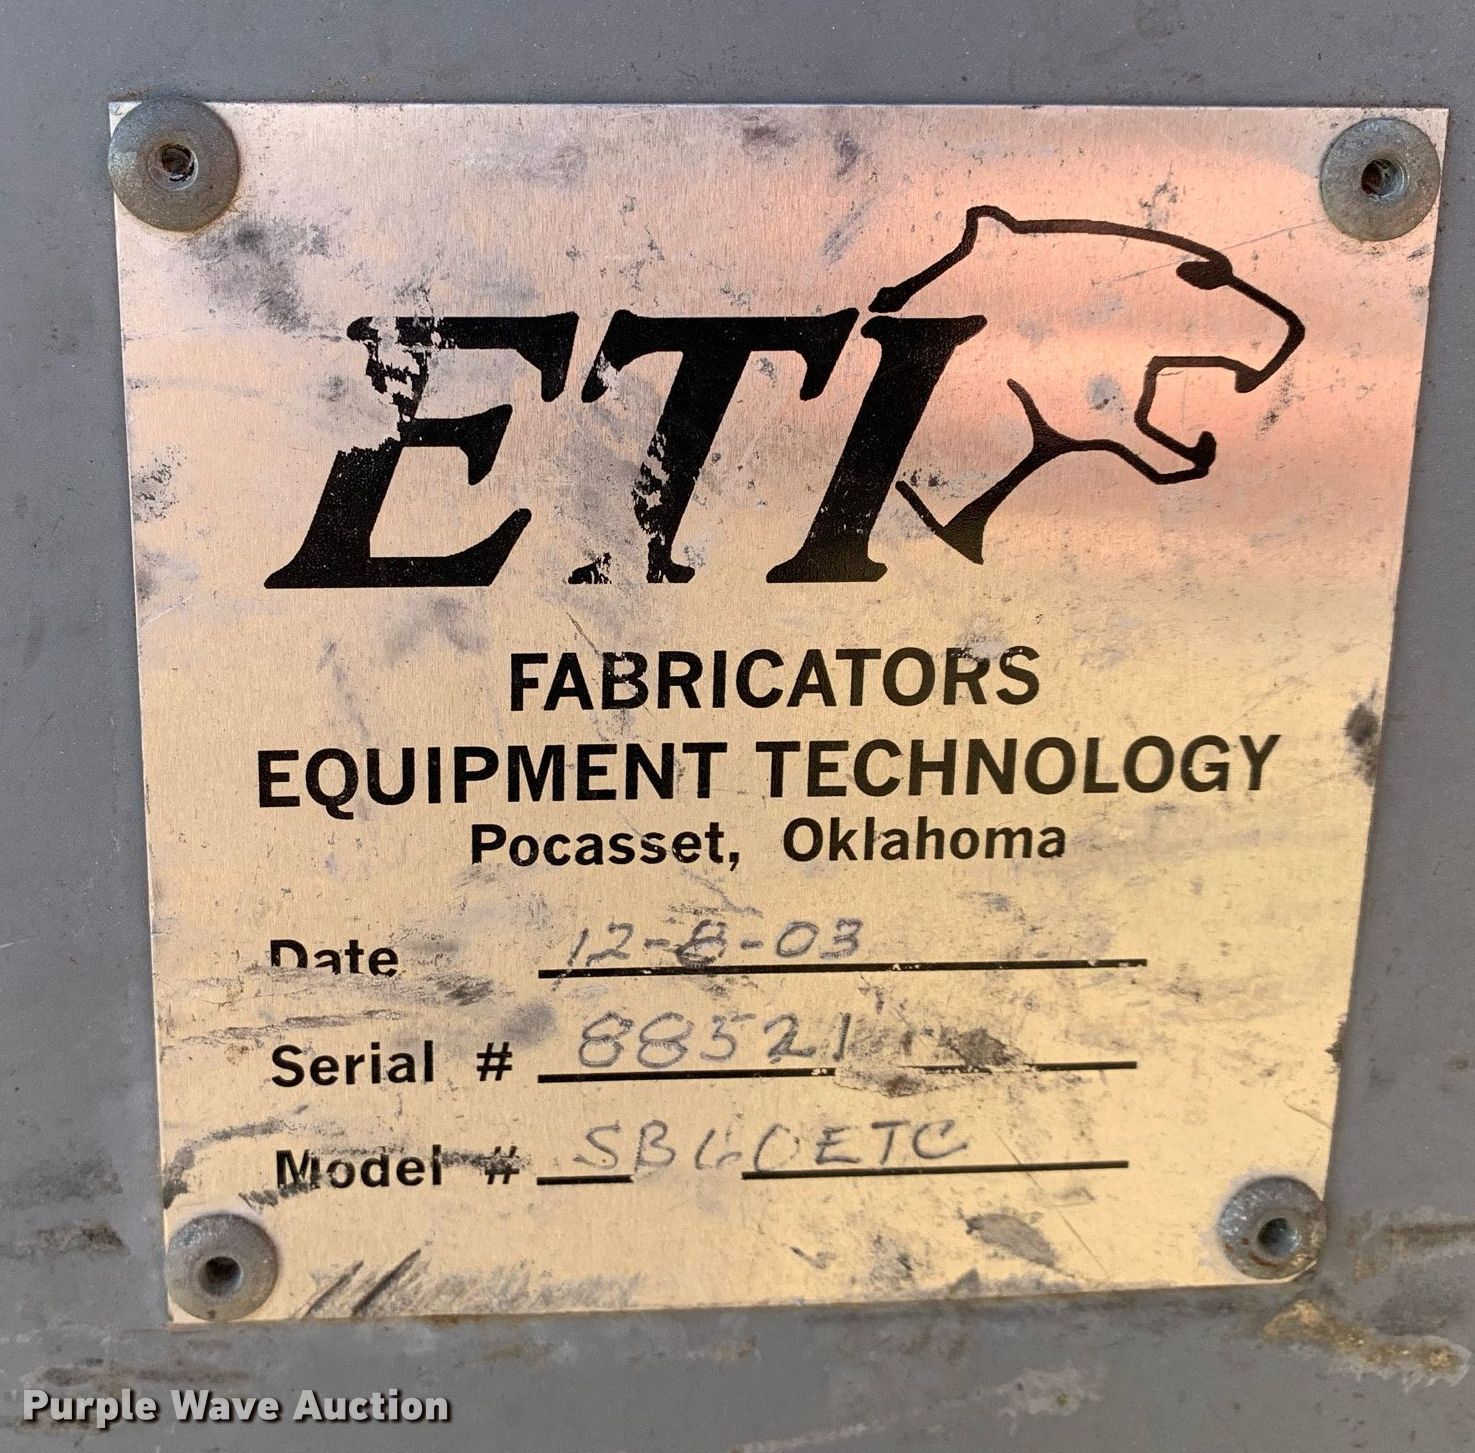 ETI
FABRICATORS
EQUIPMENT TECHNOLOGY
Pocasset, Oklahoma
Date 12-8-03
Serial # 88521
Model # SB60ETC
Purple Wave Auction